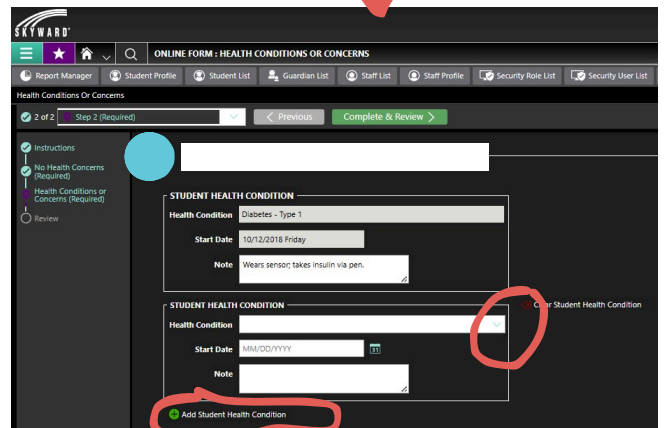 SKYWARD
ONLINE FORM : HEALTH CONDITIONS OR CONCERNS
Report Manager Student Profile Student List Guardian List Staff List Staff Profile Security Role List Security User List
Health Conditions Or Concerns
2 of 2 Step 2 (Required) Previous Complete & Review
Instructions
No Health Concerns
(Required)
Health Conditions or
Concerns (Required)
Review
STUDENT HEALTH CONDITION
Health Condition Diabetes - Type 1
Start Date 10/12/2018 Friday
Note Wears sensor; takes insulin via pen.
STUDENT HEALTH CONDITION
Clear Student Health Condition
Health Condition
Start Date MM/DD/YYYY 31
Note
Add Student Health Condition